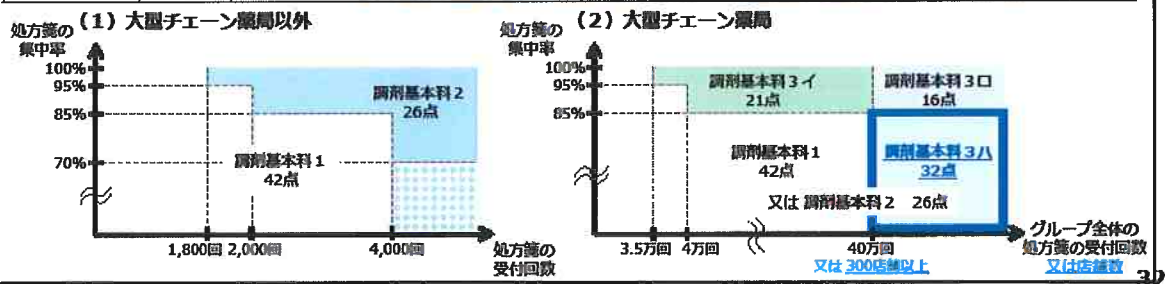 (1)大型チェーン薬局以外
処方箋の
集中率
100%
95%
85%
70%
調剤基本料2
26点
調剤基本料1
42点
1,800回 2,000回
4,000回
処方箋の
受付回数
(2)大型チェーン薬局
処方箋の
集中率
100%
95%
85%
調剤基本料3イ
21点
調剤基本料3ロ
16点
調剤基本料1
42点
調剤基本料3ハ
32点
又は 調剤基本料2 26点
3.5万回 4万回
40万回
又は 300店舗以上
グループ全体の
処方箋の受付回数
又は店舗数
32